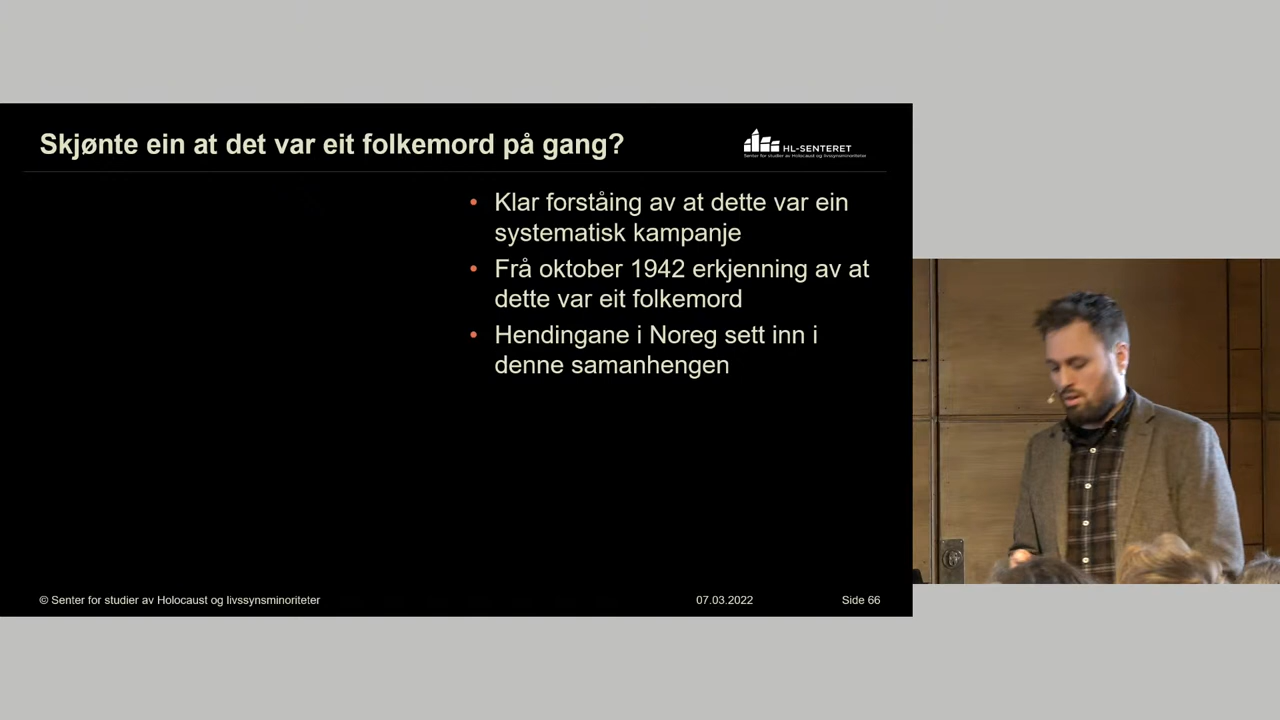 Skjønte ein at det var eit folkemord på gang?
HL-SENTERET
Senter for studier av Holocaust og livssynsminoriteter
• Klar forståing av at dette var ein
systematisk kampanje
• Frå oktober 1942 erkjenning av at
dette var eit folkemord
• Hendingane i Noreg sett inn i
denne samanhengen
© Senter for studier av Holocaust og livssynsminoriteter
07.03.2022
Side 66